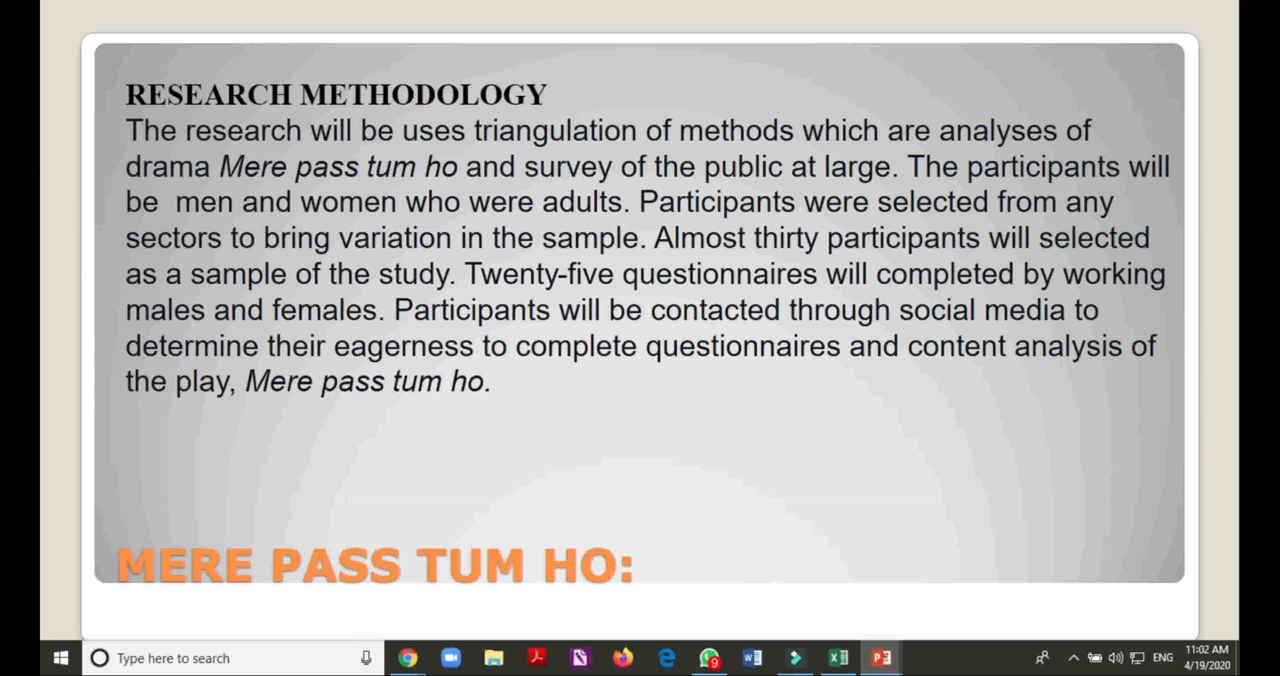 RESEARCH METHODOLOGY
The research will be uses triangulation of methods which are analyses of
drama Mere pass tum ho and survey of the public at large. The participants will
be  men and women who were adults. Participants were selected from any
sectors to bring variation in the sample. Almost thirty participants will selected
as a sample of the study. Twenty-five questionnaires will completed by working
males and females. Participants will be contacted through social media to
determine their eagerness to complete questionnaires and content analysis of
the play, Mere pass tum ho.
MERE PASS TUM HO:
Type here to search
9
ENG
11:02 AM
4/19/2020